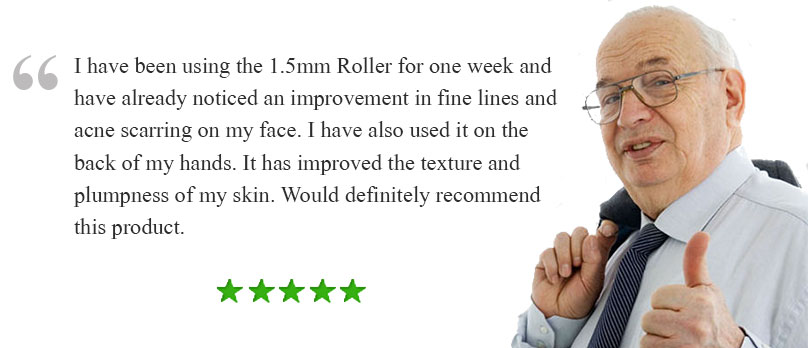 “
I have been using the 1.5mm Roller for one week and
have already noticed an improvement in fine lines and
acne scarring on my face. I have also used it on the
back of my hands. It has improved the texture and
plumpness of my skin. Would definitely recommend
this product.